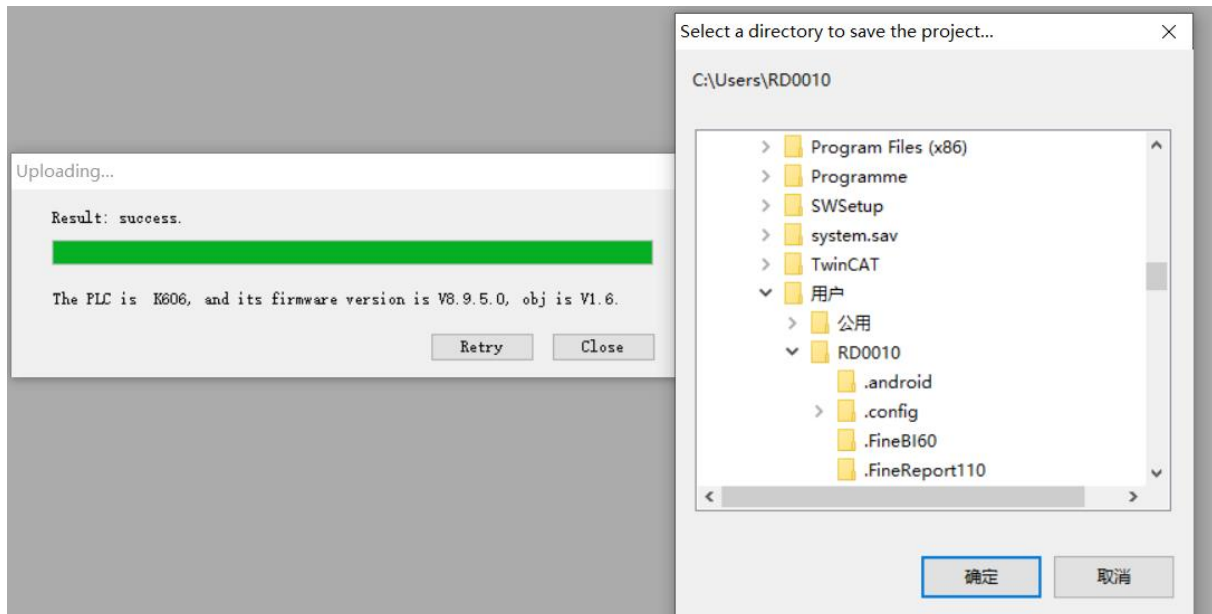 Uploading...
Result: success.
The PLC is K606, and its firmware version is V8.9.5.0, obj is V1.6.
Retry
Close
Select a directory to save the project...
C:\Users\RD0010
Program Files (x86)
Programme
SWSetup
system.sav
TwinCAT
用户
公用
RD0010
.android
.config
.FineBI60
.FineReport110
确定
取消